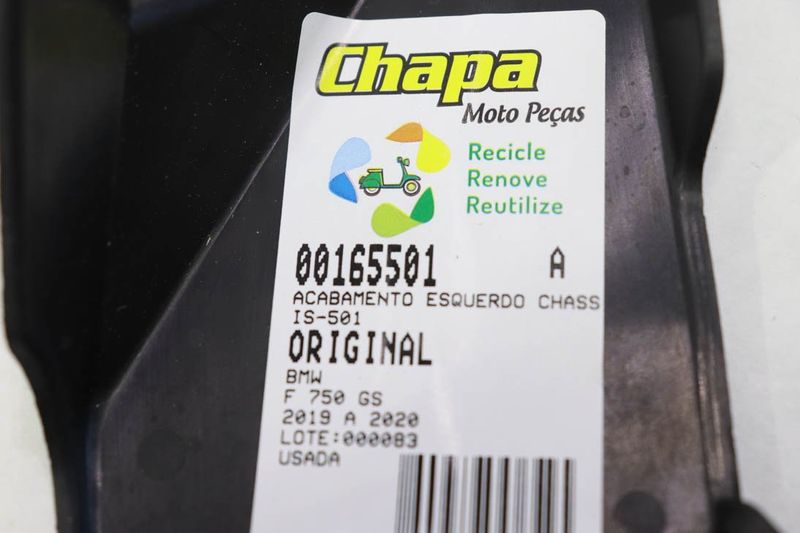 Chapa
Moto Peças
Recicle
Renove
Reutilize
00165501 A
ACABAMENTO ESQUERDO CHASS
IS-501
ORIGINAL
BMW
F 750 GS
2019 A 2020
LOTE:000083
USADA